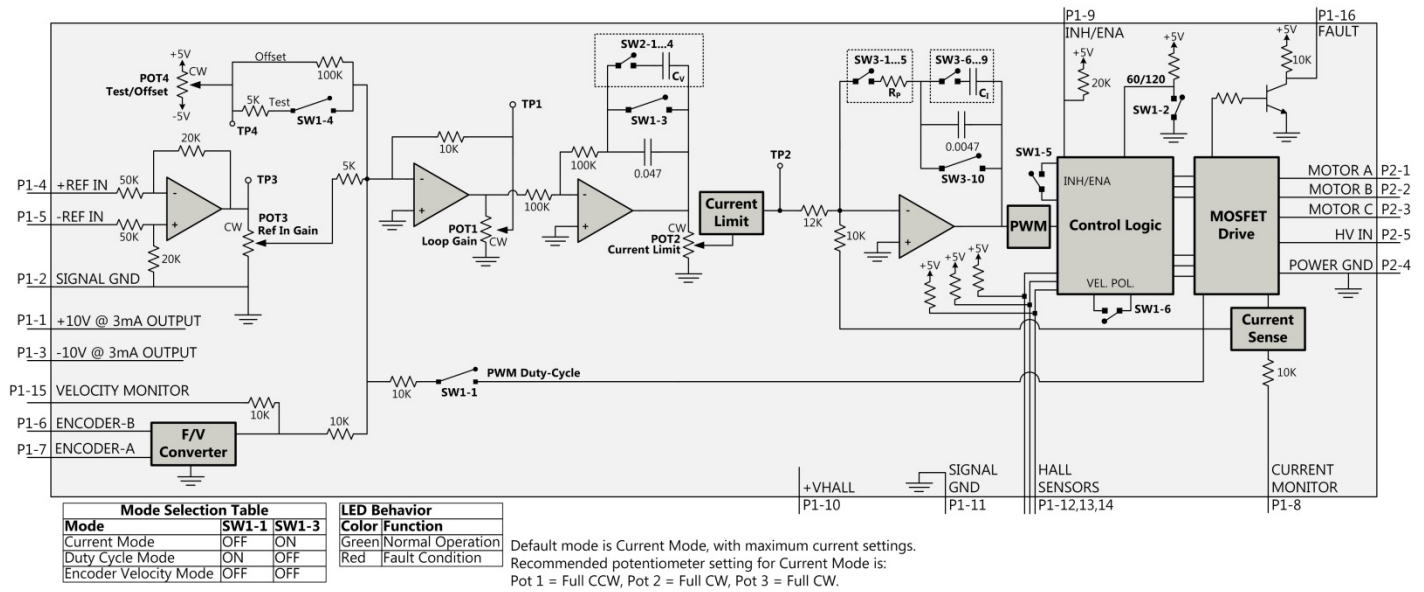 P1-9
INH/ENA
P1-16
FAULT
+5V
POT4
Test/Offset
CW
-5V
Offset
100K
5K
Test
SW1-4
TP4
SW2-1...4
Cᵥ
SW1-3
0.047
100K
SW3-1...5
Rₚ
SW3-6...9
Cᵢ
0.0047
SW3-10
+5V
20K
60/120
+5V
SW1-2
+5V
10K
20K
P1-4 +REF IN
50K
-
+
P1-5 -REF IN
50K
20K
TP3
CW
POT3
Ref In Gain
5K
TP1
10K
-
+
POT1
Loop Gain
CW
100K
-
+
CW
POT2
Current Limit
Current
Limit
TP2
12K
10K
-
+
SW1-5
PWM
INH/ENA
Control Logic
VEL. POL.
SW1-6
MOSFET
Drive
MOTOR A P2-1
MOTOR B P2-2
MOTOR C P2-3
HV IN P2-5
POWER GND P2-4
+5V
+5V
+5V
Current
Sense
10K
P1-2 SIGNAL GND
P1-1 +10V @ 3mA OUTPUT
P1-3 -10V @ 3mA OUTPUT
P1-15 VELOCITY MONITOR
10K
10K
SW1-1
PWM Duty-Cycle
P1-6 ENCODER-B
P1-7 ENCODER-A
F/V
Converter
10K
+VHALL
P1-10
SIGNAL
GND
P1-11
HALL
SENSORS
P1-12,13,14
CURRENT
MONITOR
P1-8
Mode Selection Table
Mode SW1-1 SW1-3
Current Mode OFF ON
Duty Cycle Mode ON OFF
Encoder Velocity Mode OFF OFF
LED Behavior
Color Function
Green Normal Operation
Red Fault Condition
Default mode is Current Mode, with maximum current settings.
Recommended potentiometer setting for Current Mode is:
Pot 1 = Full CCW, Pot 2 = Full CW, Pot 3 = Full CW.